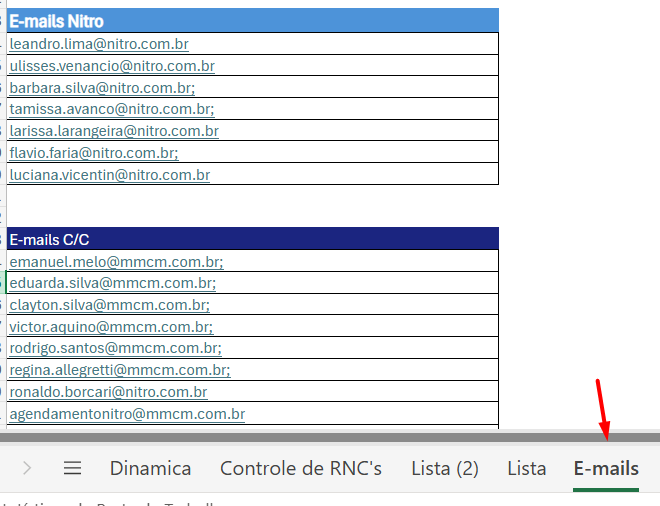 E-mails Nitro
leandro.lima@nitro.com.br
ulisses.venancio@nitro.com.br
barbara.silva@nitro.com.br;
tamissa.avanco@nitro.com.br;
larissa.larangeira@nitro.com.br
flavio.faria@nitro.com.br;
luciana.vicentin@nitro.com.br
E-mails C/C
emanuel.melo@mmcm.com.br;
eduarda.silva@mmcm.com.br;
clayton.silva@mmcm.com.br;
victor.aquino@mmcm.com.br;
rodrigo.santos@mmcm.com.br;
regina.allegretti@mmcm.com.br;
ronaldo.borcari@nitro.com.br
agendamentonitro@mmcm.com.br
Dinamica Controle de RNC's Lista (2) Lista E-mails